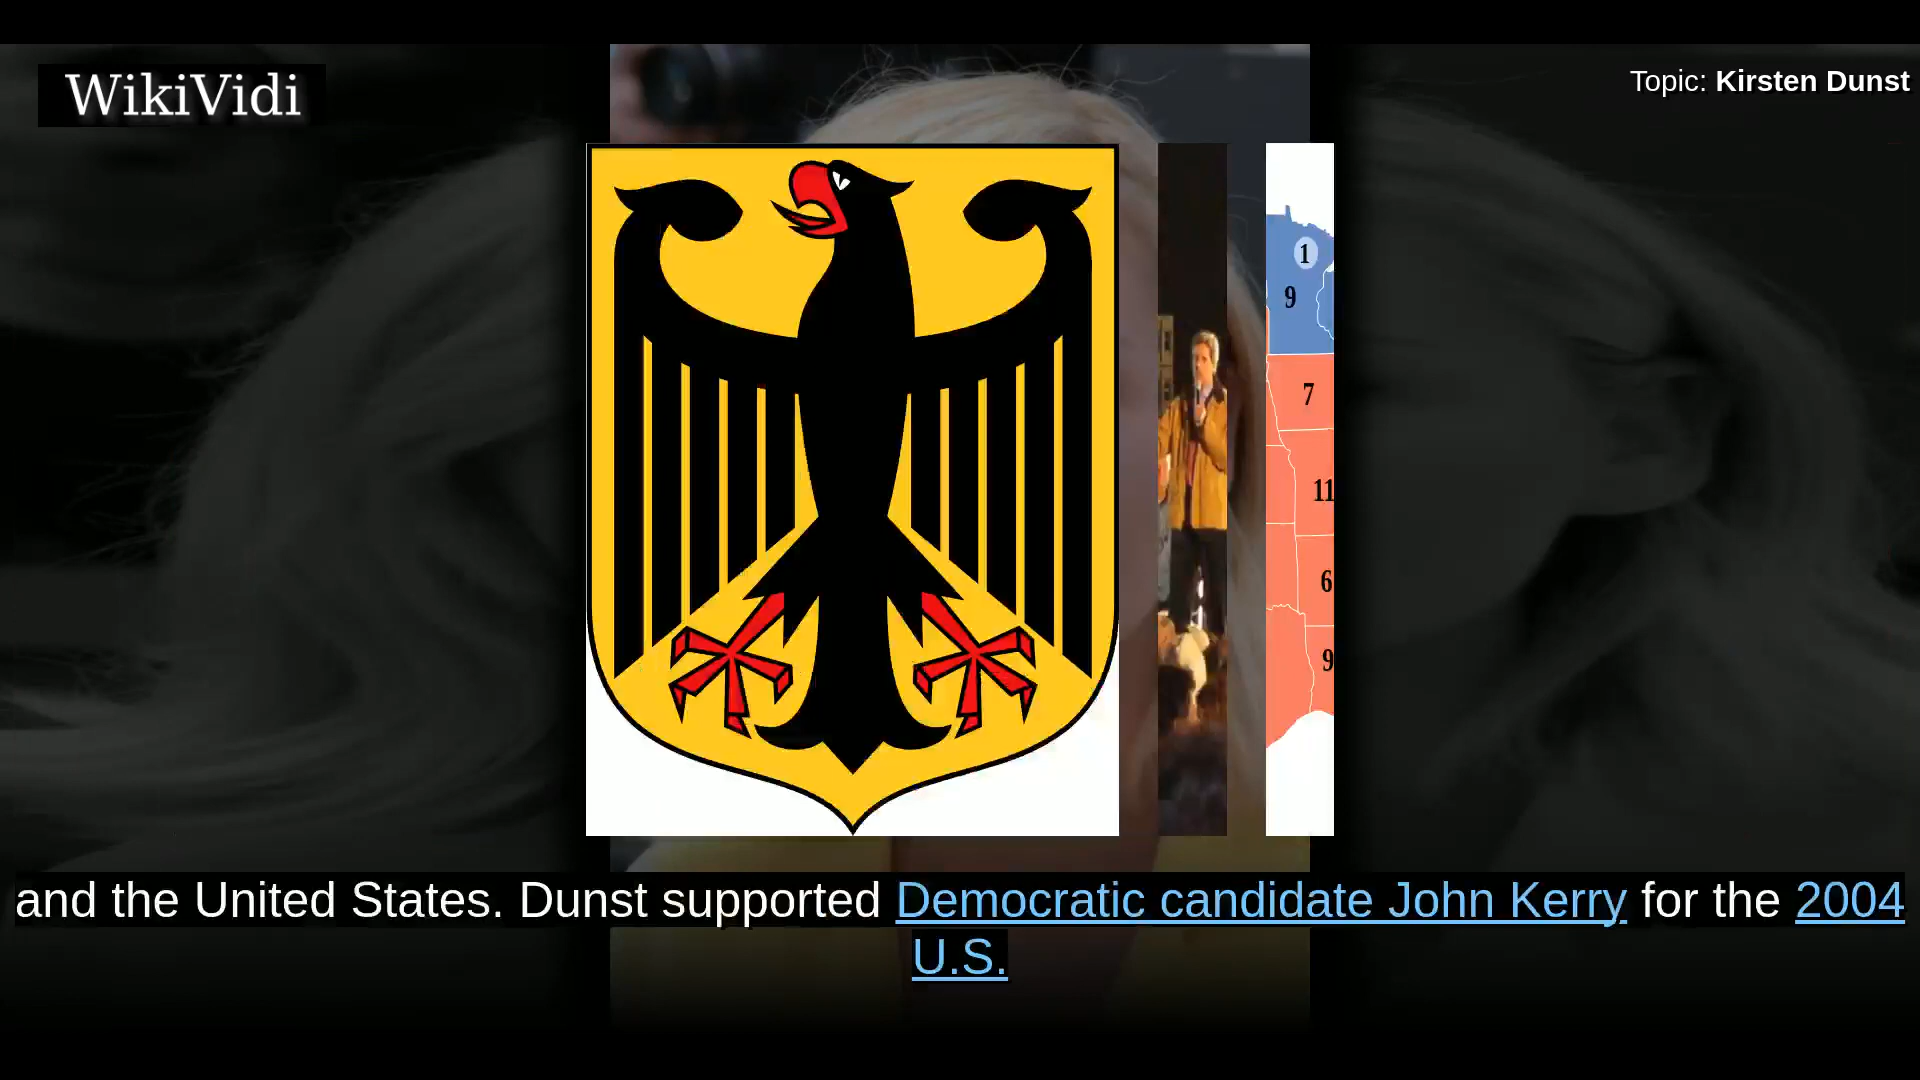 WikiVidi
Topic: Kirsten Dunst
1
9
7
11
6
9
and the United States. Dunst supported Democratic candidate John Kerry for the 2004
U.S.